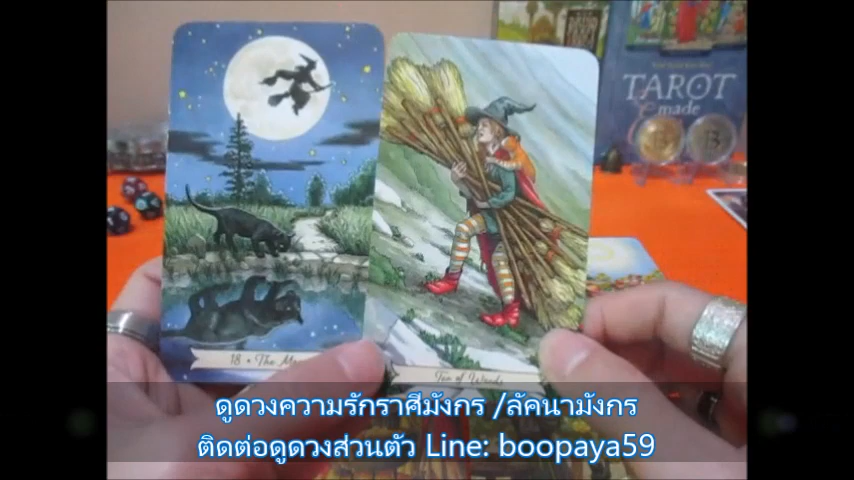 TAROT
made
18 • The
Ten of Wands
ดูดวงความรักราศีมังกร /ลัคนามังกร
ติดต่อดูดวงส่วนตัว Line: boopaya59